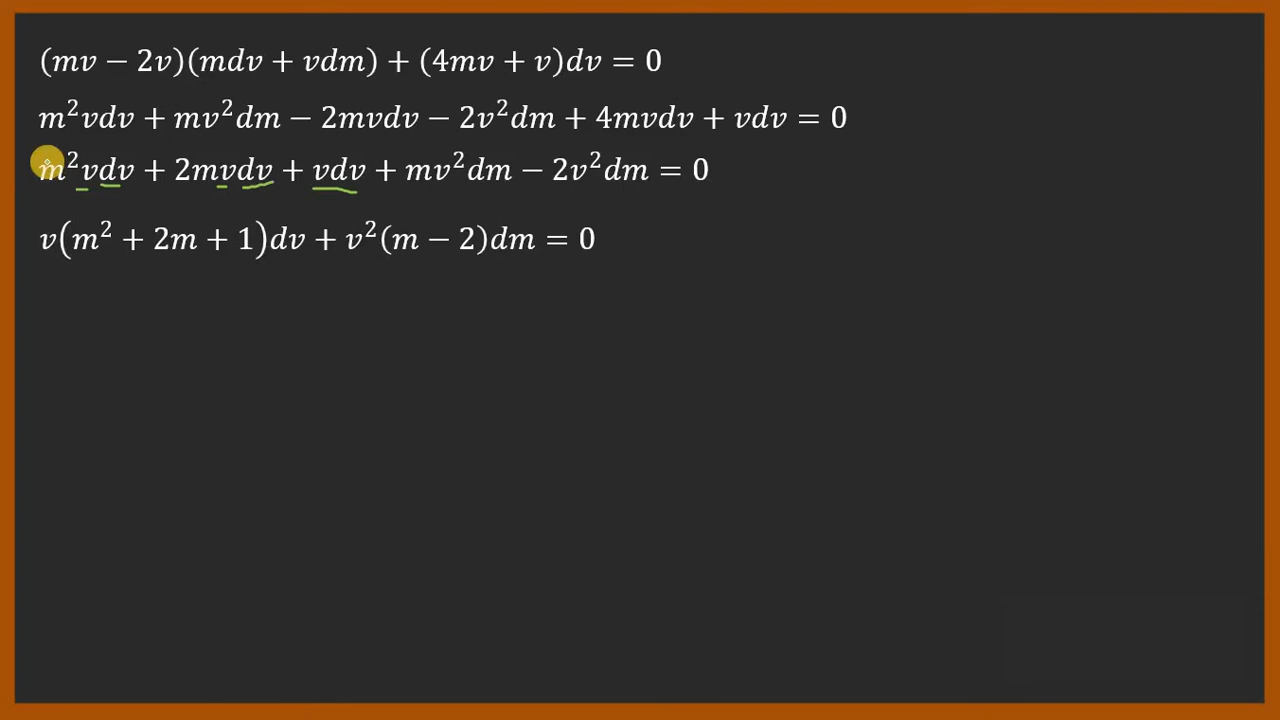 (mv − 2v)(mdv + vdm) + (4mv + v)dv = 0
m²vdv + mv²dm − 2mvdv − 2v²dm + 4mvdv + vdv = 0
m²vdv + 2mvdv + vdv + mv²dm − 2v²dm = 0
v(m² + 2m + 1)dv + v²(m − 2)dm = 0